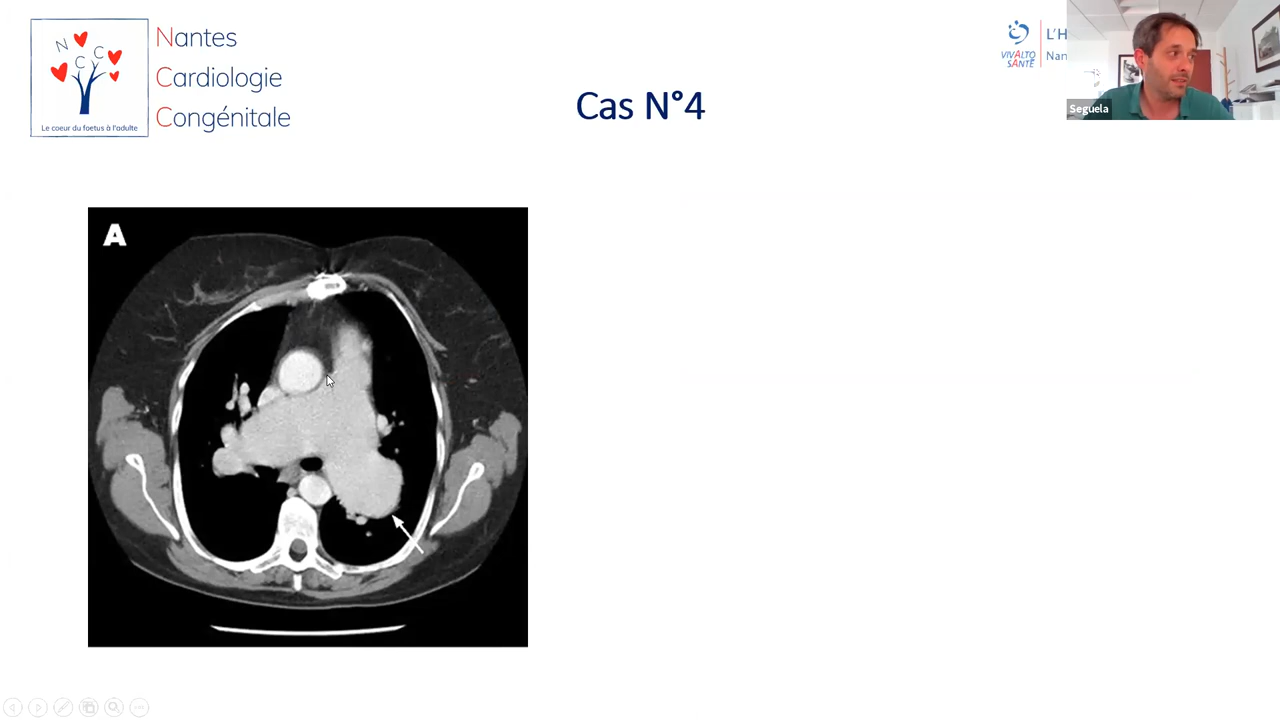 N
C
C
Le coeur du foetus à l'adulte
Nantes
Cardiologie
Congénitale
Cas N°4
VIVALTO
SANTÉ
L'H
Nan
Seguela
A